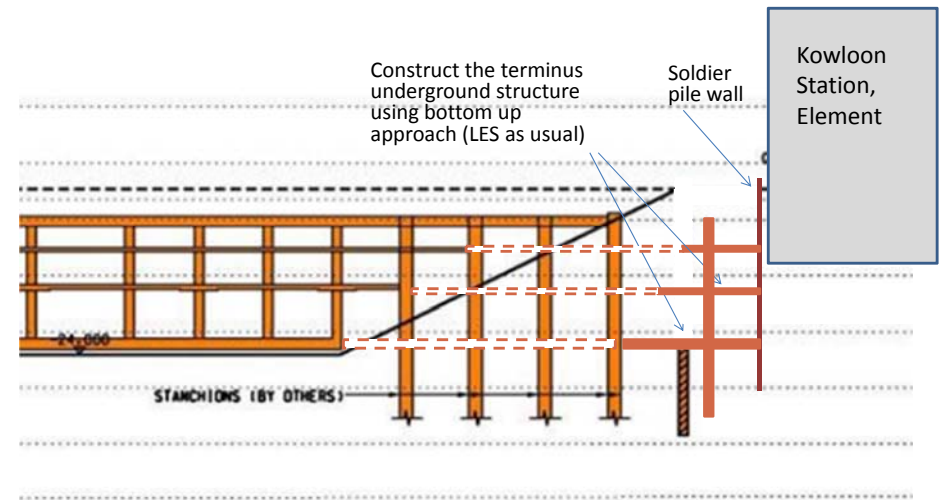 Construct the terminus
underground structure
using bottom up
approach (LES as usual)
Soldier
pile wall
Kowloon
Station,
Element
-24.000
STANCHIONS (BY OTHERS)